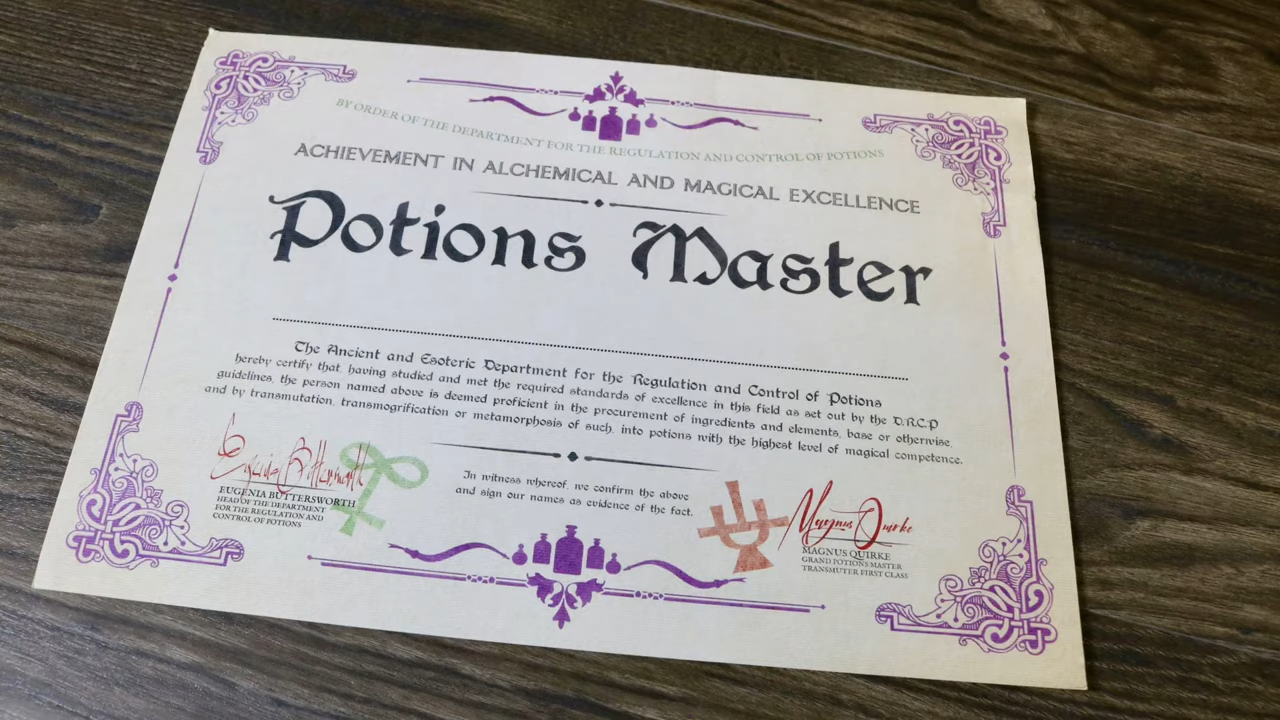 BY ORDER OF THE DEPARTMENT FOR THE REGULATION AND CONTROL OF POTIONS
ACHIEVEMENT IN ALCHEMICAL AND MAGICAL EXCELLENCE
Potions Master
The Ancient and Esoteric Department for the Regulation and Control of Potions
hereby certify that, having studied and met the required standards of excellence in this field as set out by the D.R.C.P
guidelines, the person named above is deemed proficient in the procurement of ingredients and elements, base or otherwise,
and by transmutation, transmogrification or metamorphosis of such, into potions with the highest level of magical competence.
In witness whereof, we confirm the above
and sign our names as evidence of the fact.
Eugenia Buttersworth
EUGENIA BUTTERSWORTH
HEAD OF THE DEPARTMENT
FOR THE REGULATION AND
CONTROL OF POTIONS
Magnus Quirke
MAGNUS QUIRKE
GRAND POTIONS MASTER
TRANSMUTER FIRST CLASS